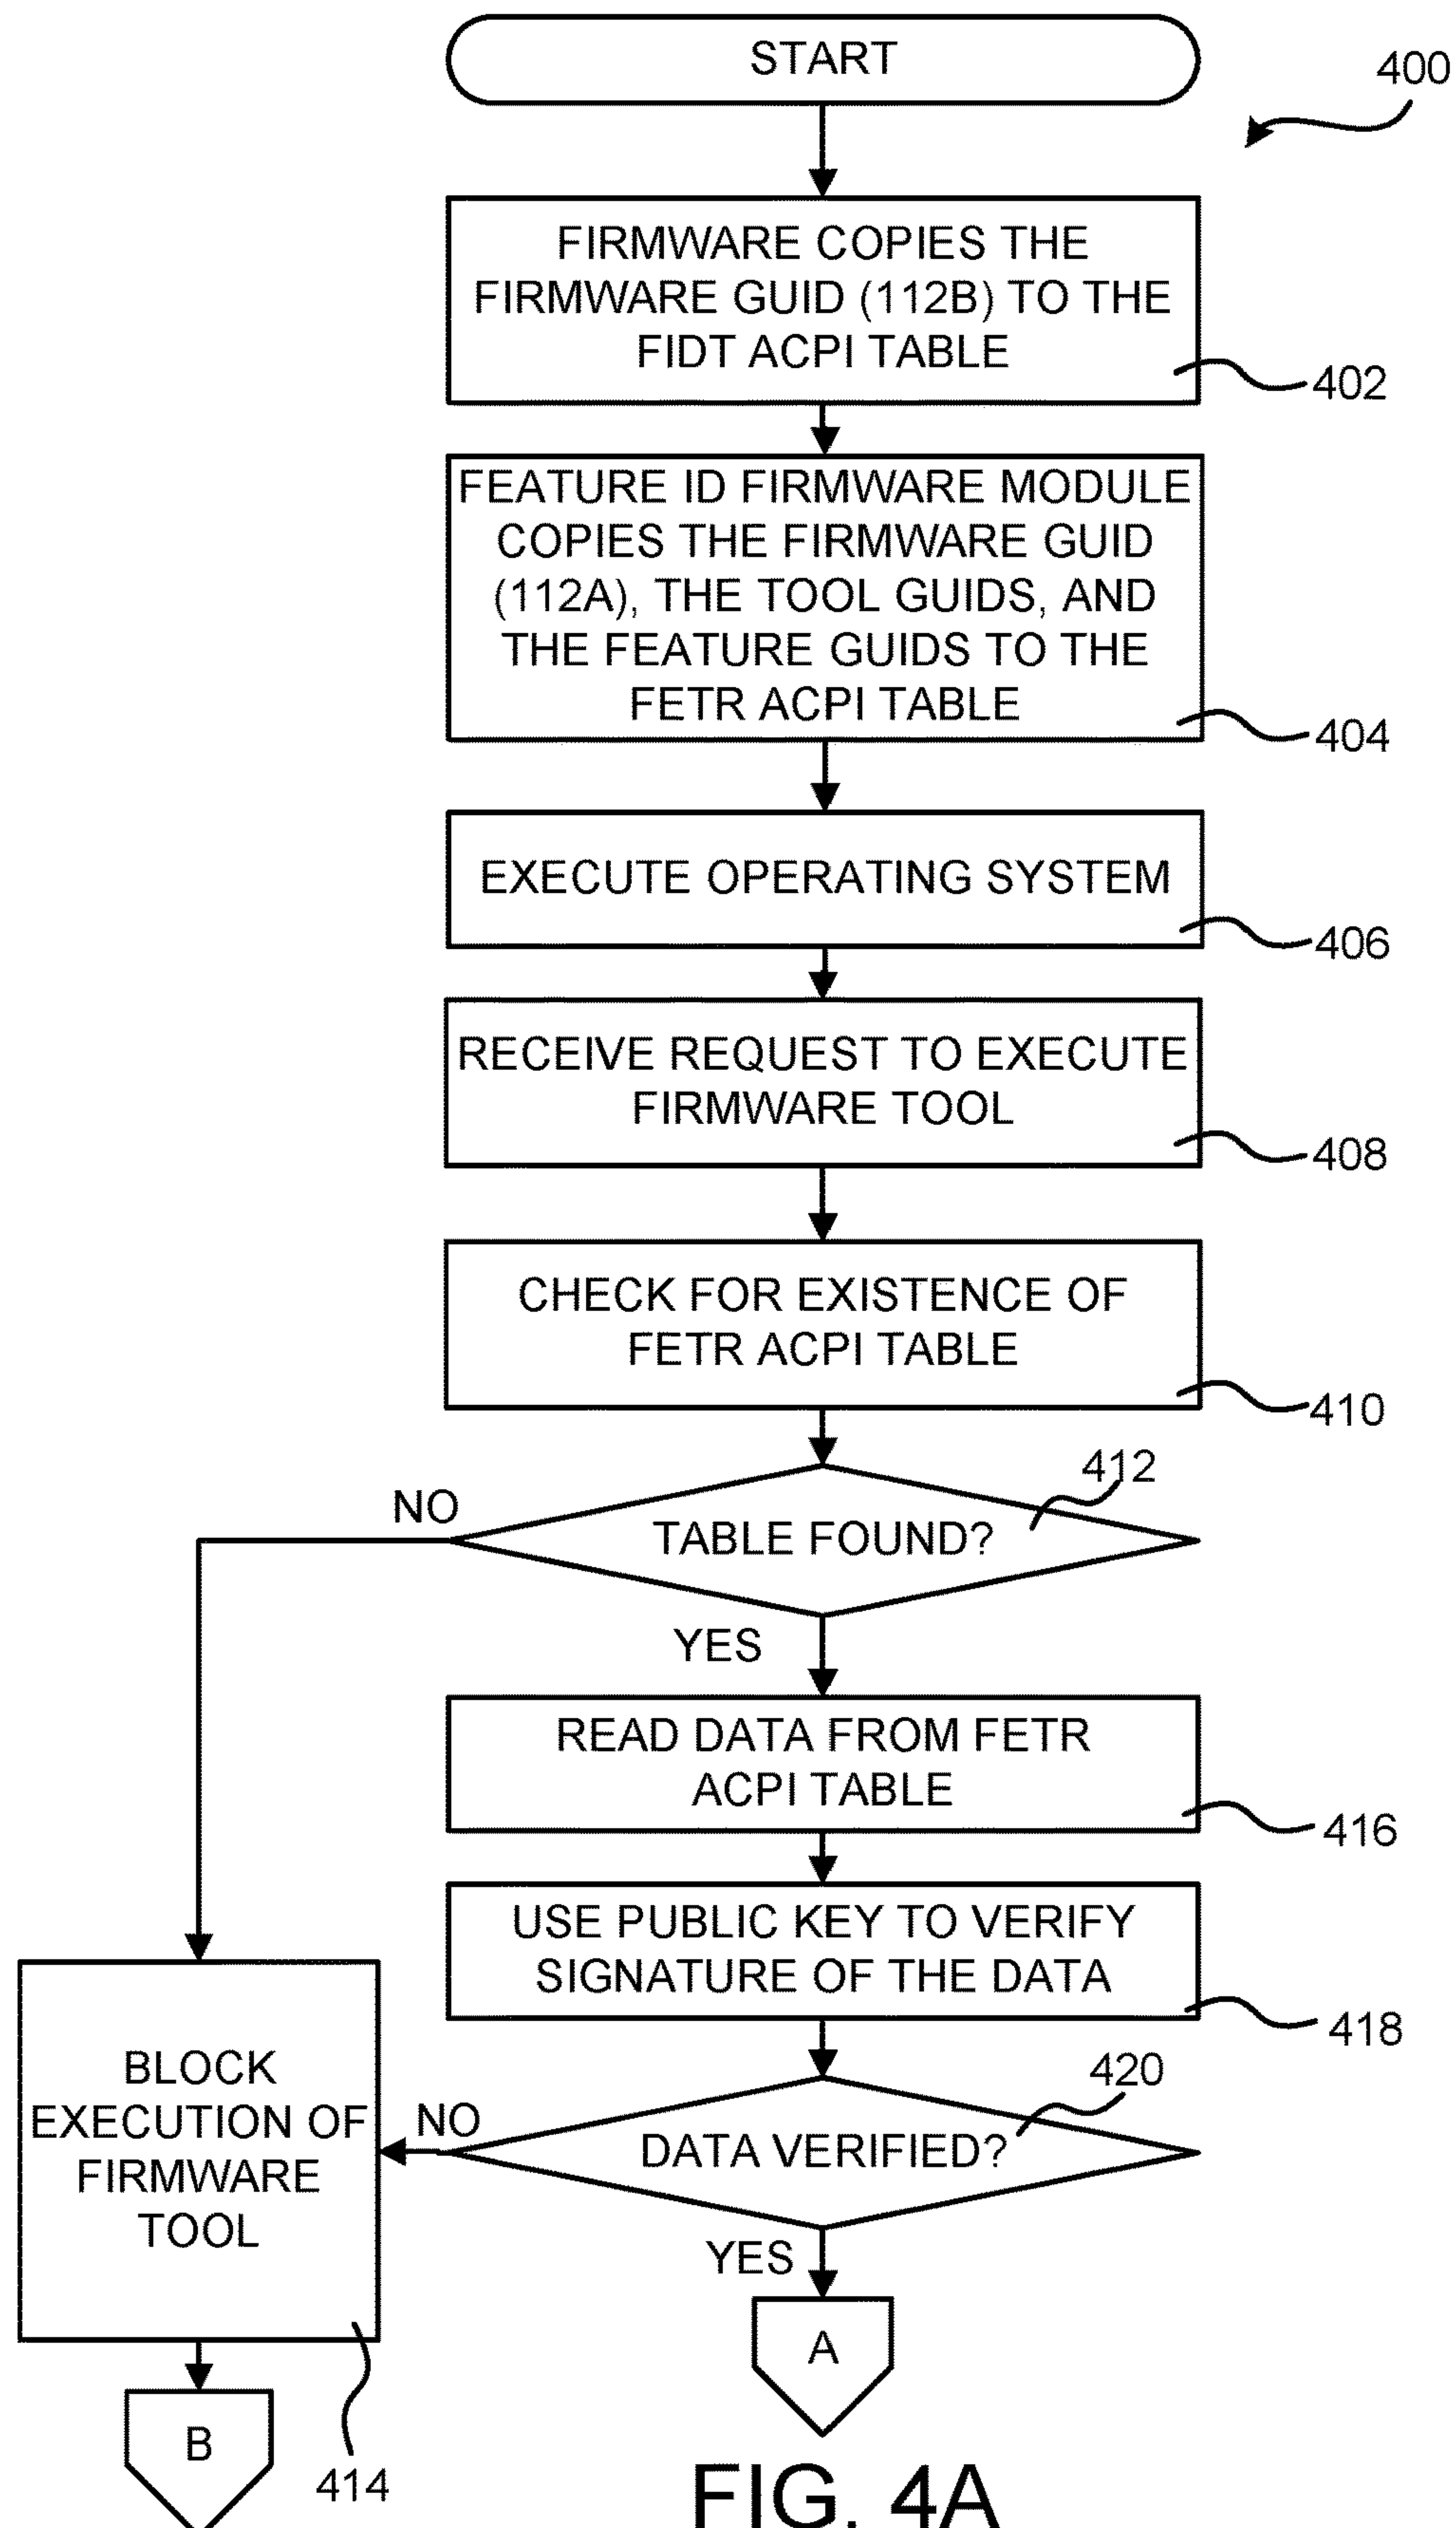 START
400
FIRMWARE COPIES THE
FIRMWARE GUID (112B) TO THE
FIDT ACPI TABLE
402
FEATURE ID FIRMWARE MODULE
COPIES THE FIRMWARE GUID
(112A), THE TOOL GUIDS, AND
THE FEATURE GUIDS TO THE
FETR ACPI TABLE
404
EXECUTE OPERATING SYSTEM
406
RECEIVE REQUEST TO EXECUTE
FIRMWARE TOOL
408
CHECK FOR EXISTENCE OF
FETR ACPI TABLE
410
412
NO
TABLE FOUND?
YES
READ DATA FROM FETR
ACPI TABLE
416
USE PUBLIC KEY TO VERIFY
SIGNATURE OF THE DATA
418
420
NO
DATA VERIFIED?
YES
BLOCK
EXECUTION OF
FIRMWARE
TOOL
414
A
B
FIG. 4A